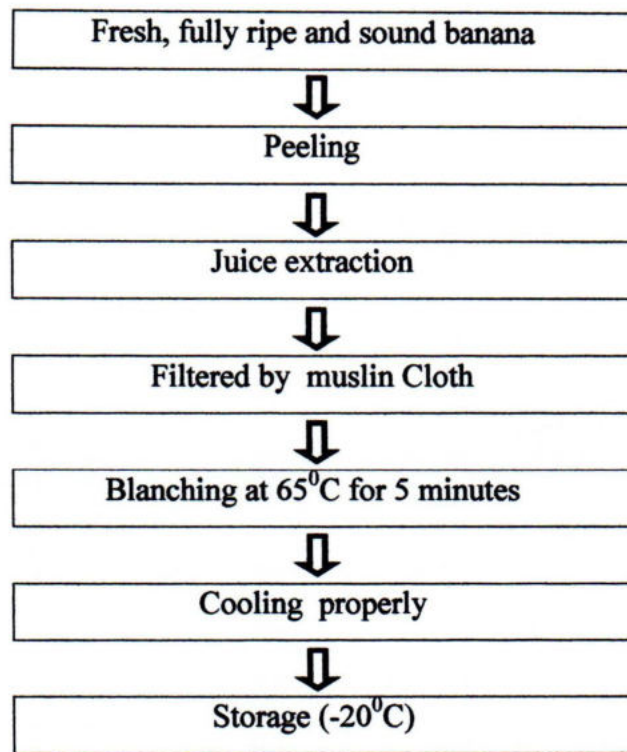 Fresh, fully ripe and sound banana
Peeling
Juice extraction
Filtered by muslin Cloth
Blanching at 65⁰C for 5 minutes
Cooling properly
Storage (-20⁰C)